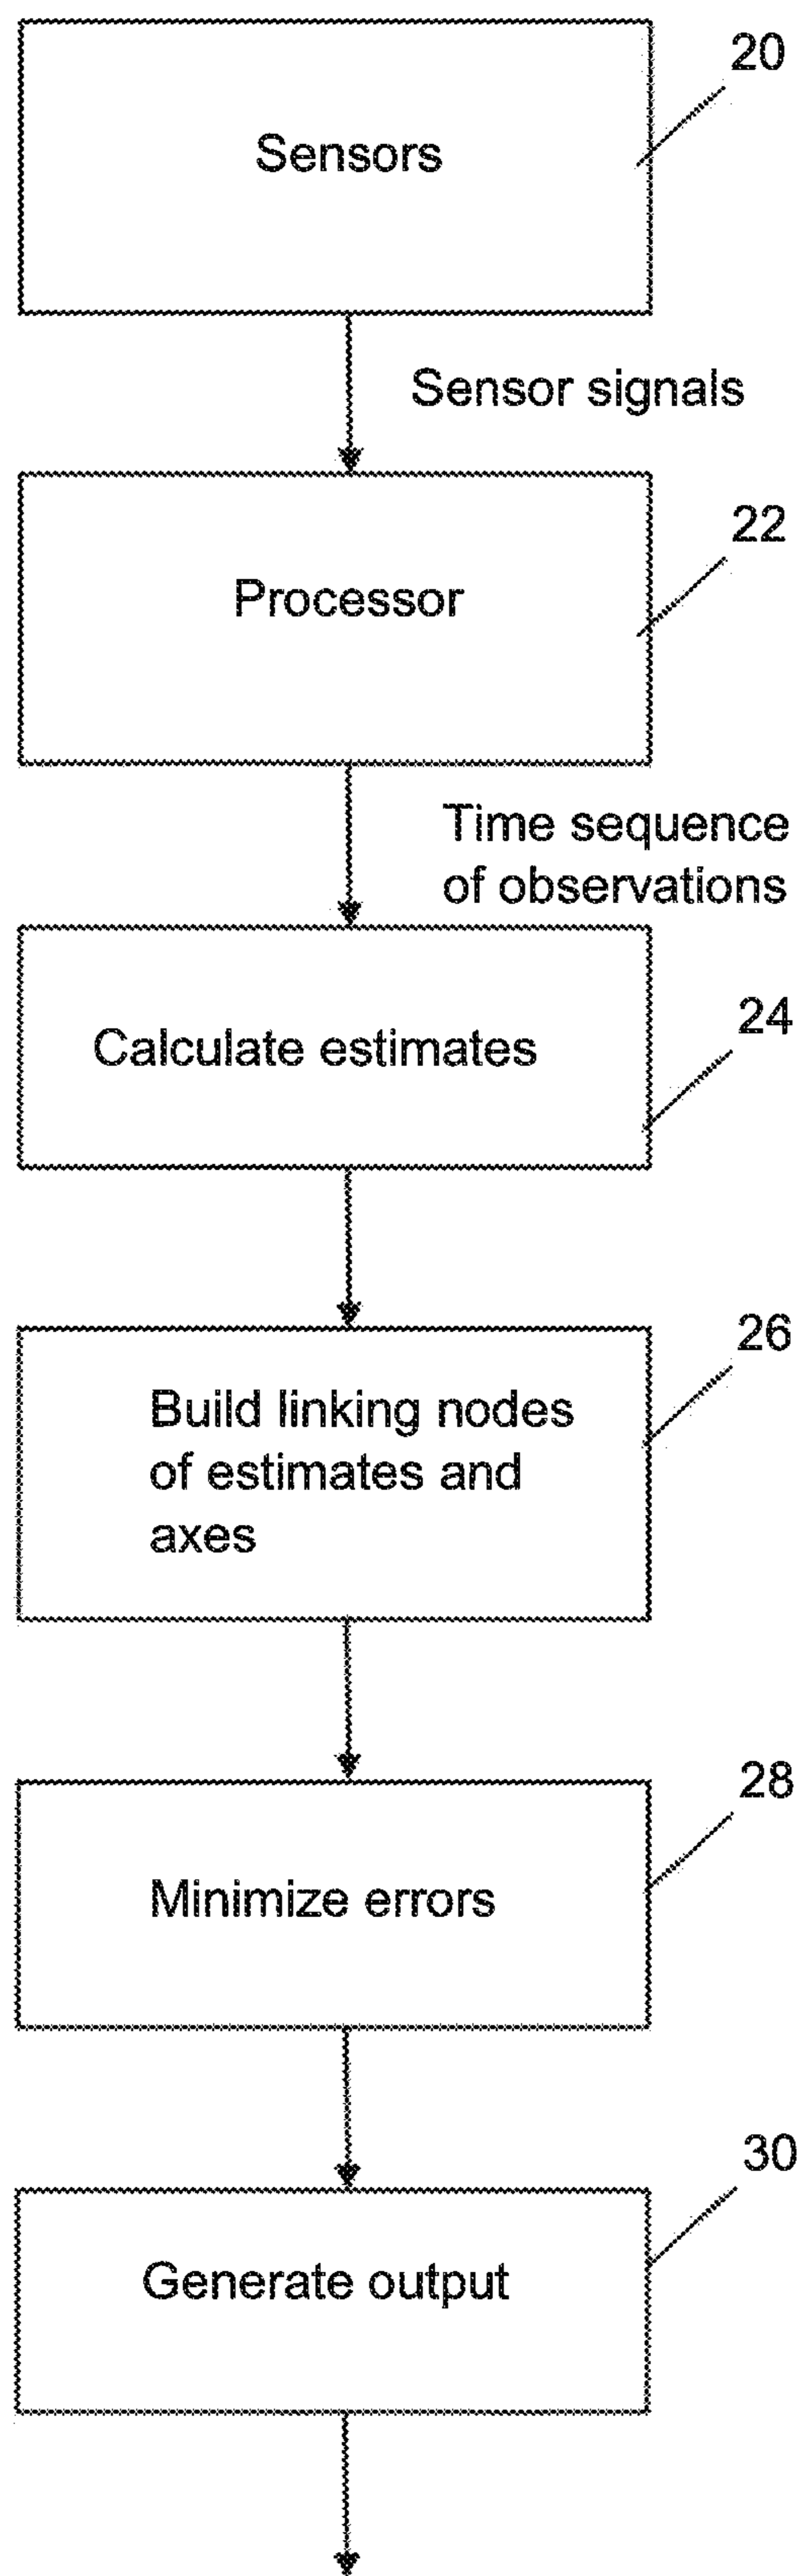 20
Sensors
Sensor signals
22
Processor
Time sequence
of observations
24
Calculate estimates
26
Build linking nodes
of estimates and
axes
28
Minimize errors
30
Generate output